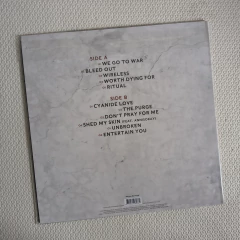 SIDE A
WE GO TO WAR
BLEED OUT
WIRELESS
WORTH DYING FOR
RITUAL
SIDE B
CYANIDE LOVE
THE PURGE
DON'T PRAY FOR ME
SHED MY SKIN
UNBROKEN
ENTERTAIN YOU